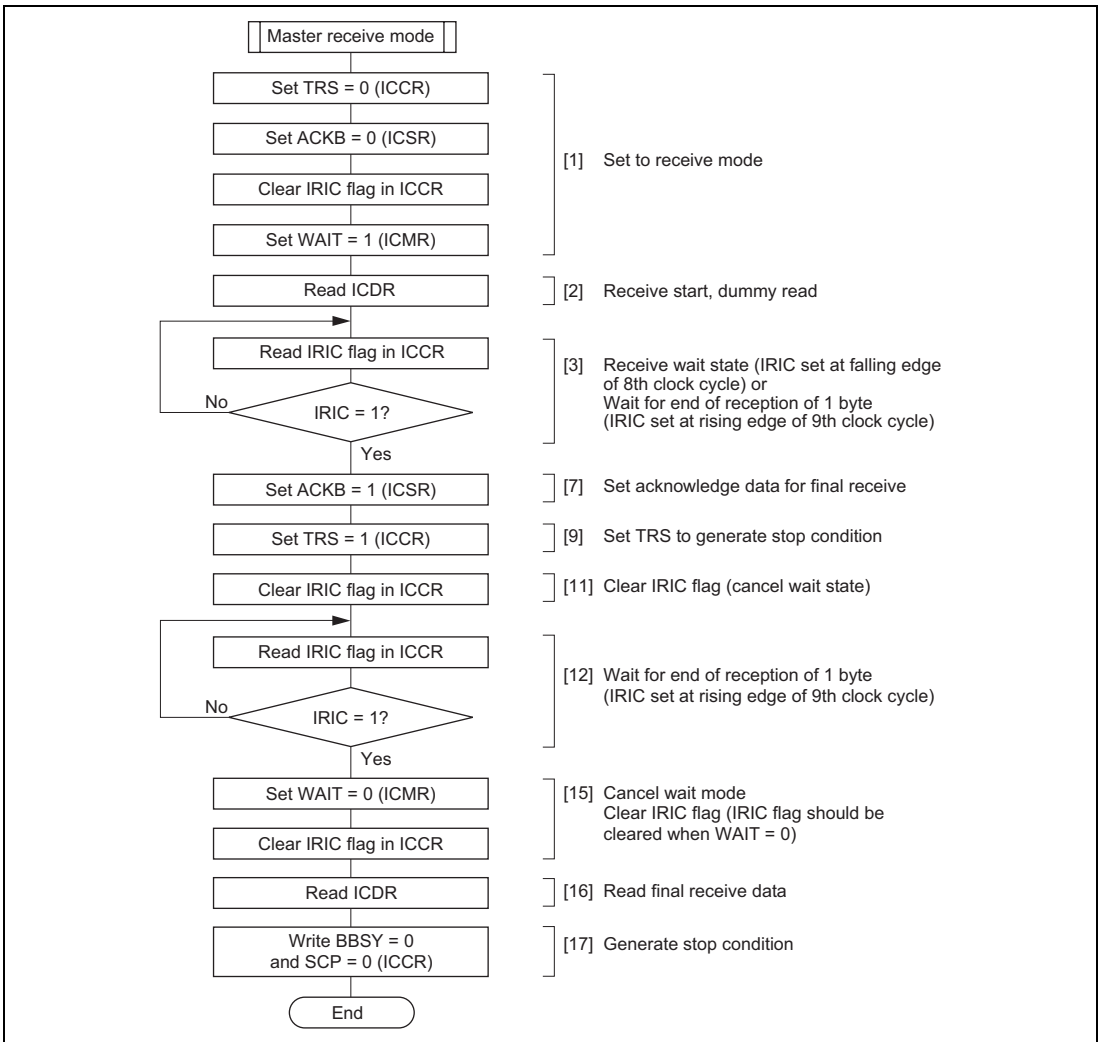 Master receive mode
Set TRS = 0 (ICCR)
Set ACKB = 0 (ICSR)
[1] Set to receive mode
Clear IRIC flag in ICCR
Set WAIT = 1 (ICMR)
Read ICDR
[2] Receive start, dummy read
Read IRIC flag in ICCR
[3] Receive wait state (IRIC set at falling edge
of 8th clock cycle) or
Wait for end of reception of 1 byte
(IRIC set at rising edge of 9th clock cycle)
No
IRIC = 1?
Yes
Set ACKB = 1 (ICSR)
[7] Set acknowledge data for final receive
Set TRS = 1 (ICCR)
[9] Set TRS to generate stop condition
Clear IRIC flag in ICCR
[11] Clear IRIC flag (cancel wait state)
Read IRIC flag in ICCR
[12] Wait for end of reception of 1 byte
(IRIC set at rising edge of 9th clock cycle)
No
IRIC = 1?
Yes
Set WAIT = 0 (ICMR)
[15] Cancel wait mode
Clear IRIC flag (IRIC flag should be
cleared when WAIT = 0)
Clear IRIC flag in ICCR
Read ICDR
[16] Read final receive data
Write BBSY = 0
and SCP = 0 (ICCR)
[17] Generate stop condition
End